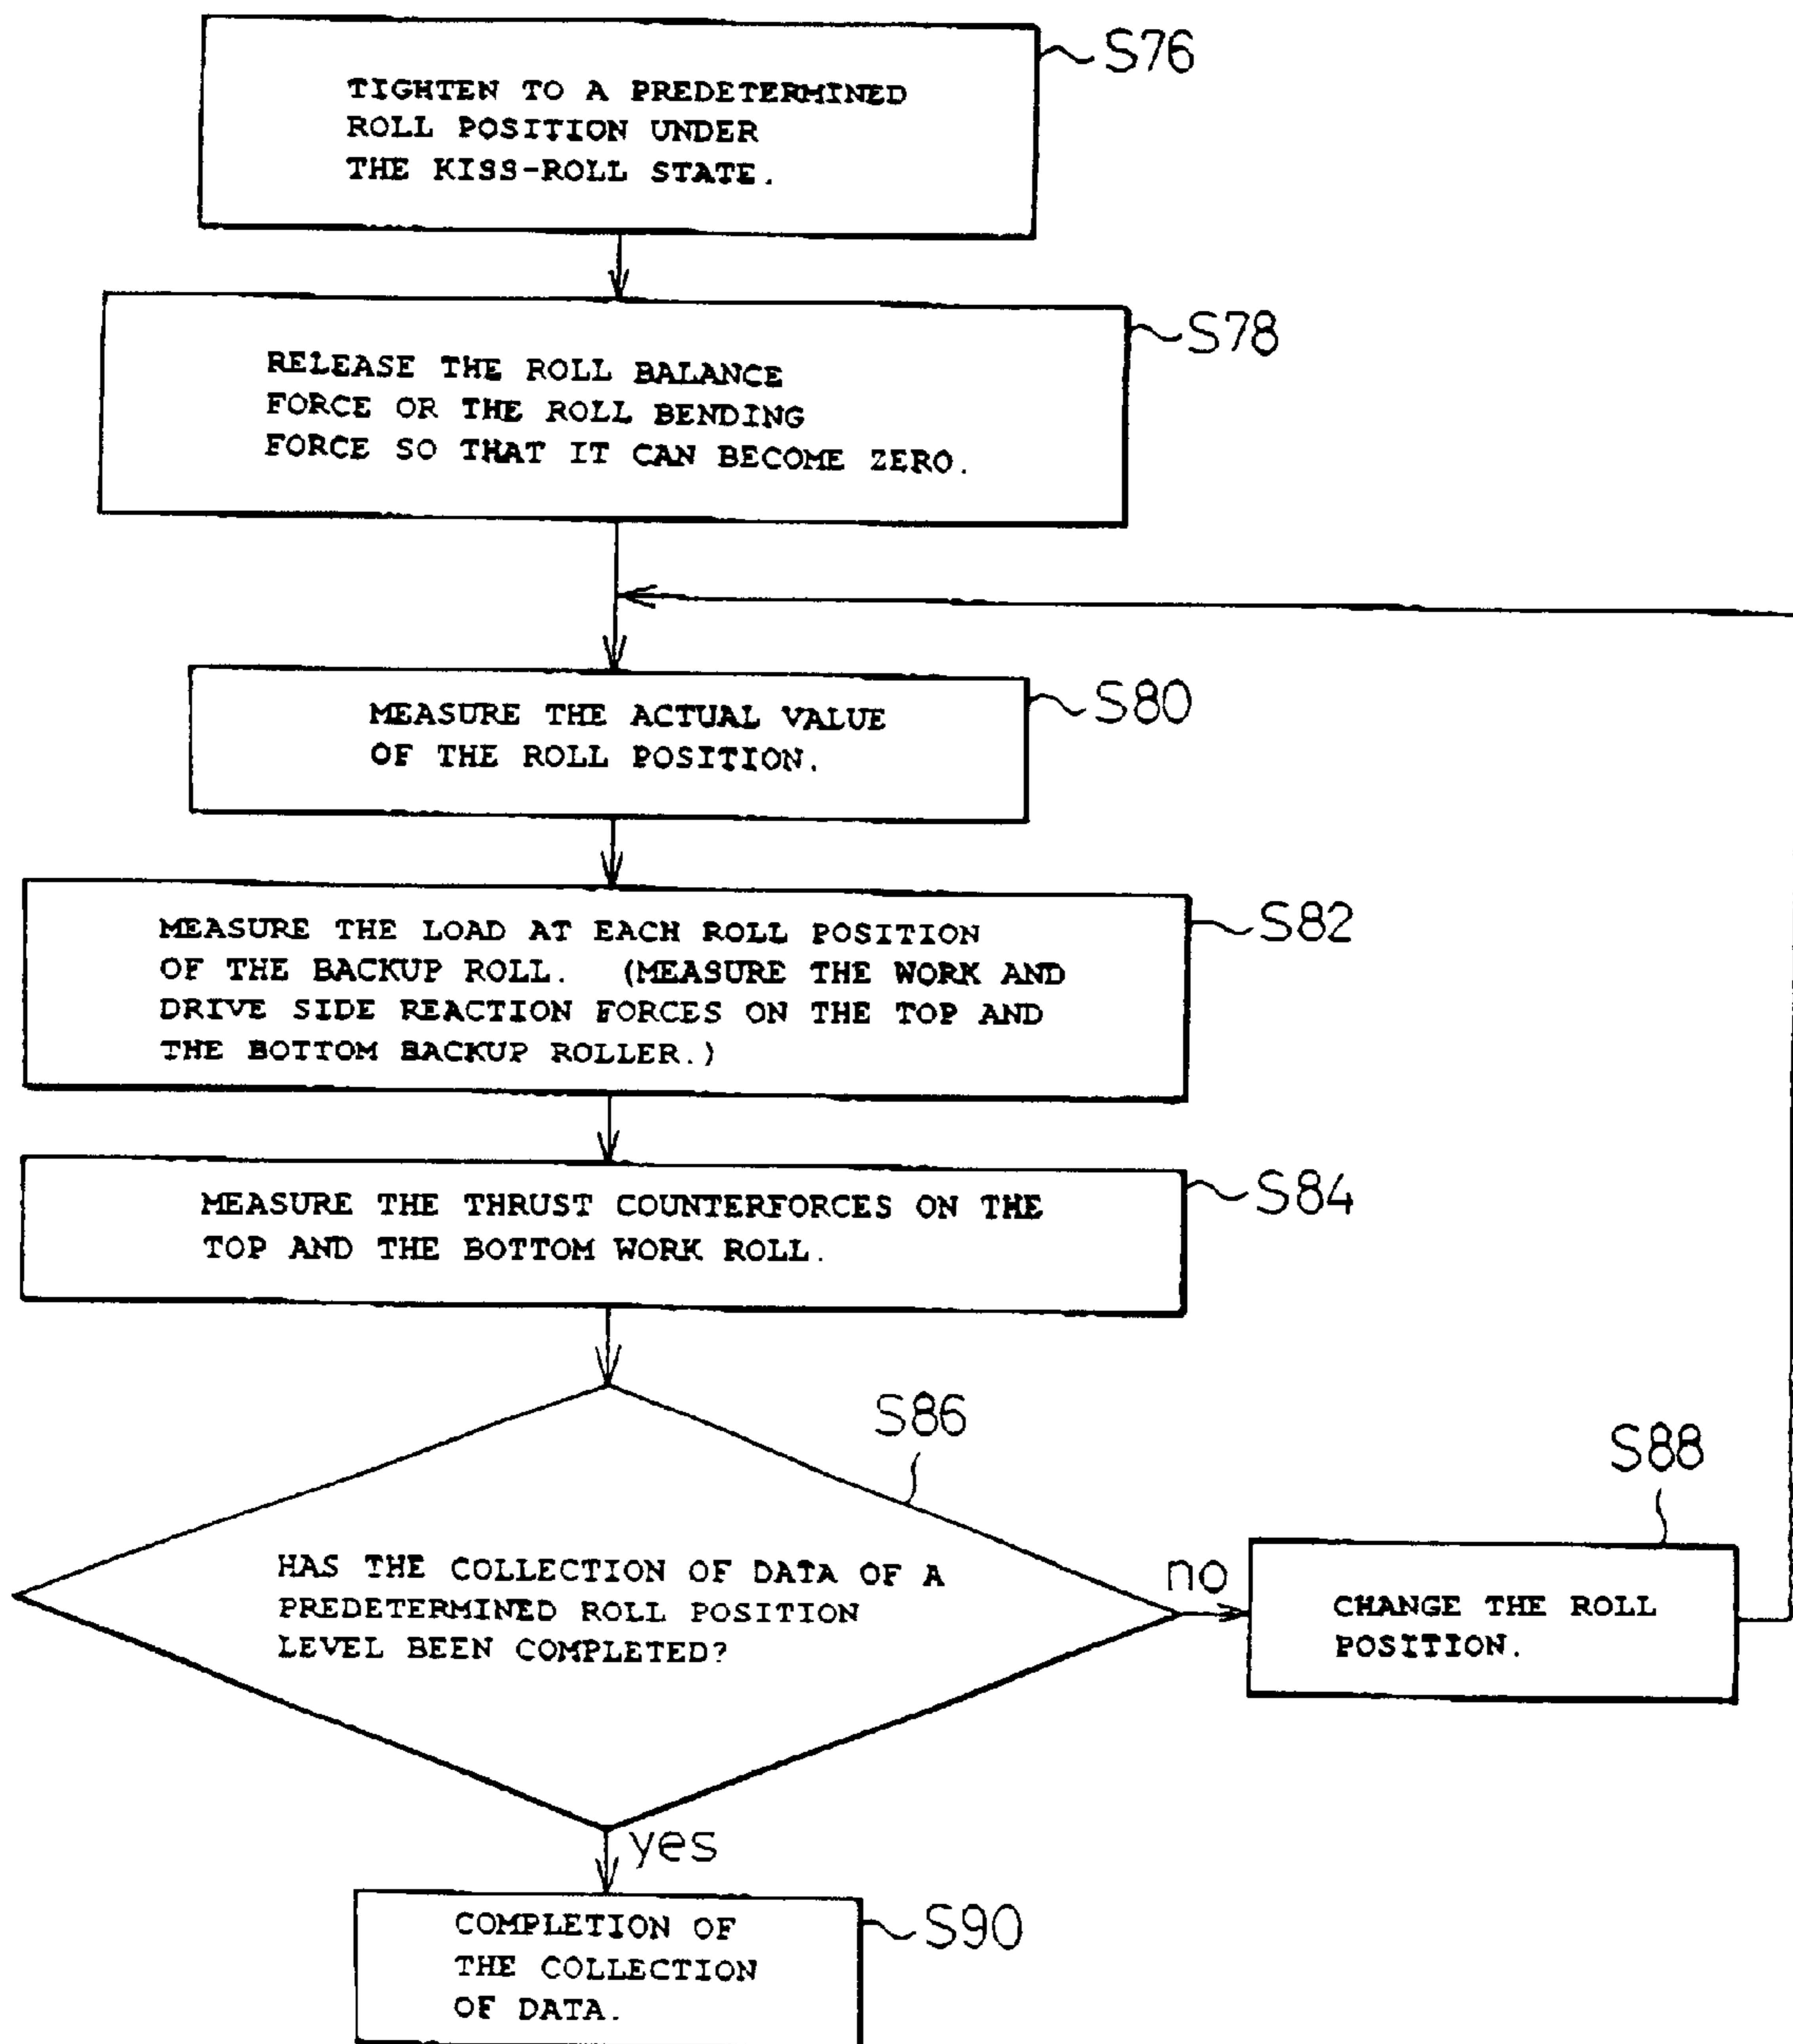 S76
TIGHTEN TO A PREDETERMINED
ROLL POSITION UNDER
THE KISS-ROLL STATE.
S78
RELEASE THE ROLL BALANCE
FORCE OR THE ROLL BENDING
FORCE SO THAT IT CAN BECOME ZERO.
S80
MEASURE THE ACTUAL VALUE
OF THE ROLL POSITION.
S82
MEASURE THE LOAD AT EACH ROLL POSITION
OF THE BACKUP ROLL. (MEASURE THE WORK AND
DRIVE SIDE REACTION FORCES ON THE TOP AND
THE BOTTOM BACKUP ROLLER.)
S84
MEASURE THE THRUST COUNTERFORCES ON THE
TOP AND THE BOTTOM WORK ROLL.
S86
HAS THE COLLECTION OF DATA OF A
PREDETERMINED ROLL POSITION
LEVEL BEEN COMPLETED?
no
S88
CHANGE THE ROLL
POSITION.
yes
S90
COMPLETION OF
THE COLLECTION
OF DATA.